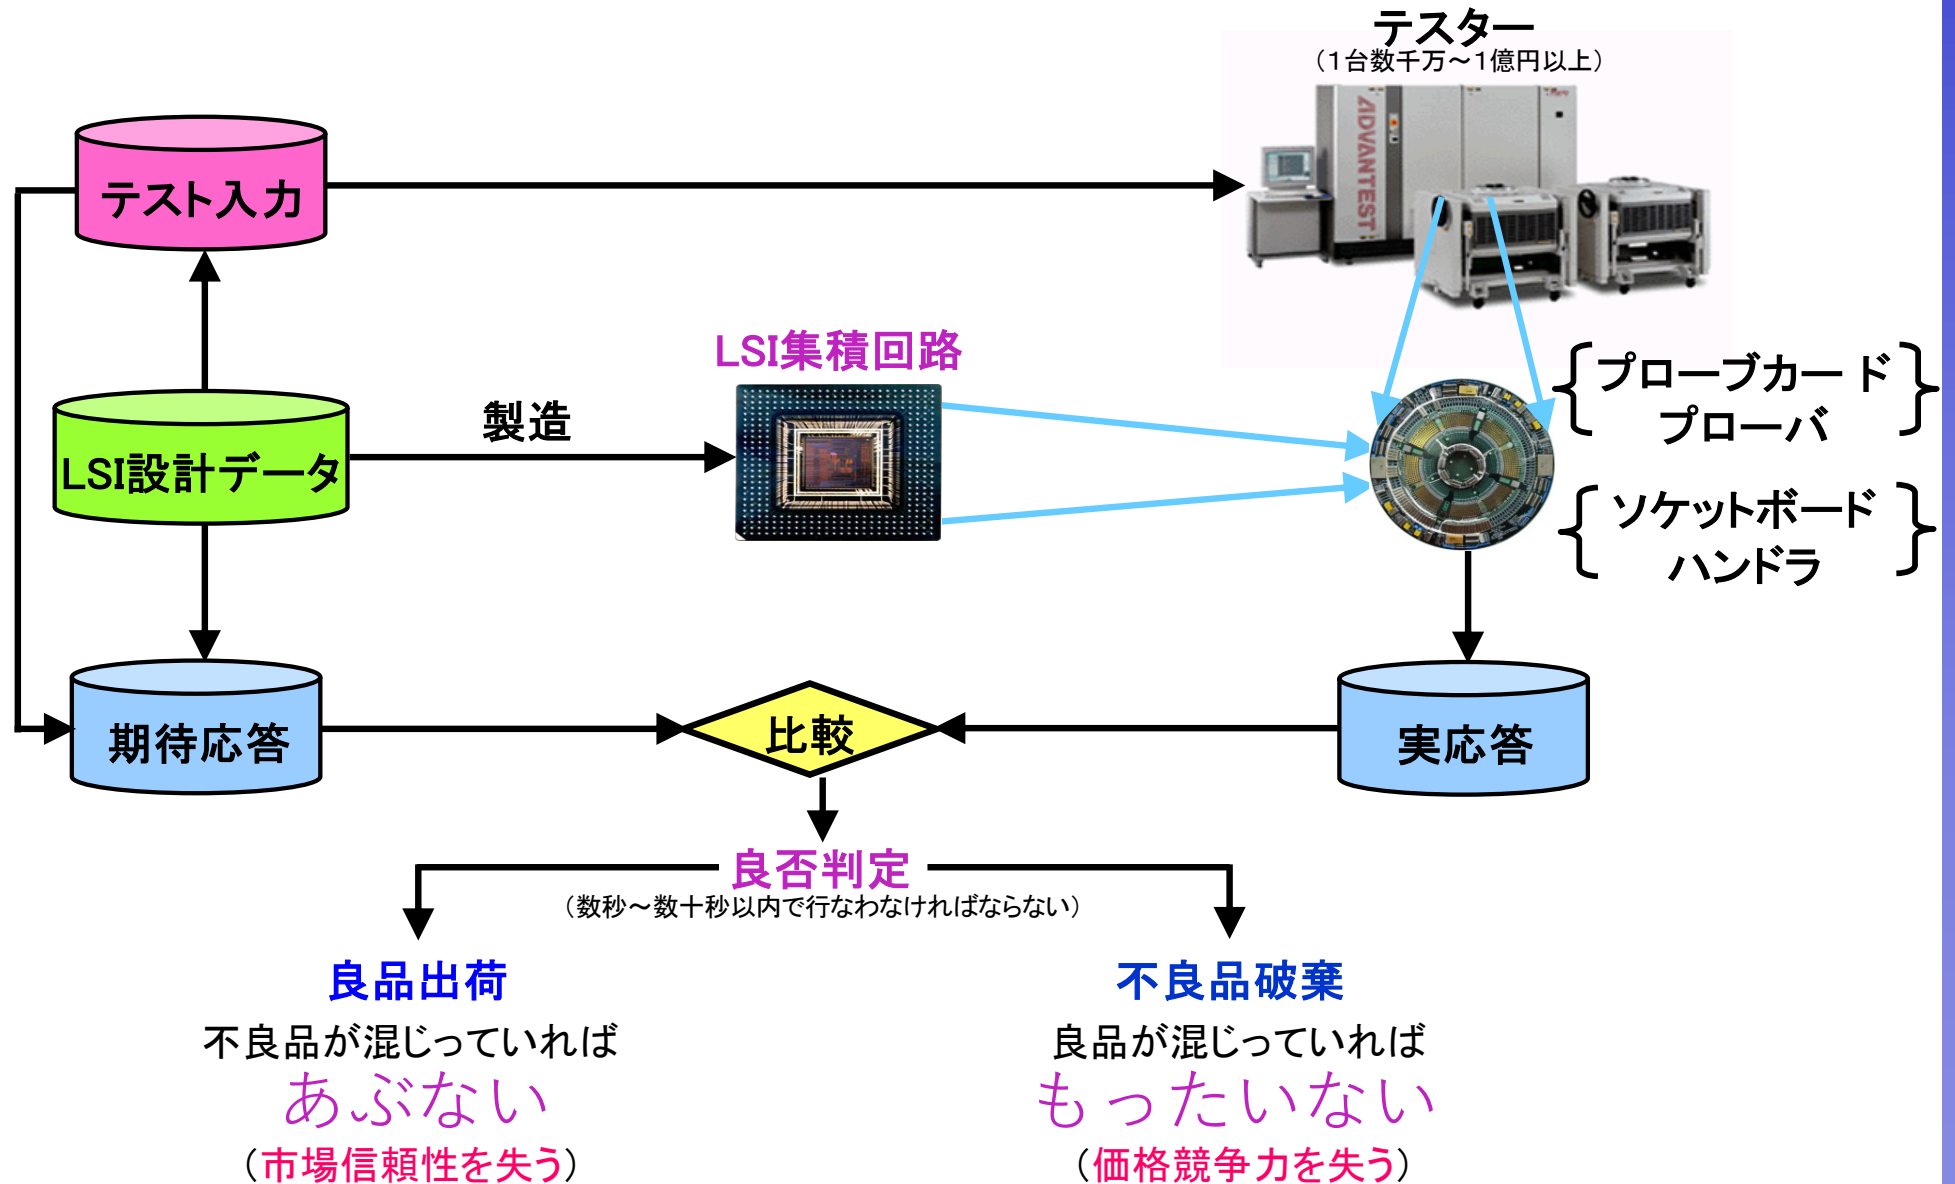 テスター
（1台数千万～1億円以上）
ADVANTEST
テスト入力
LSI集積回路
プローブカード
プローバ
製造
LSI設計データ
ソケットボード
ハンドラ
期待応答
比較
実応答
良否判定
（数秒～数十秒以内で行なわなければならない）
良品出荷
不良品破棄
不良品が混じっていれば
良品が混じっていれば
あぶない
もったいない
（市場信頼性を失う）
（価格競争力を失う）